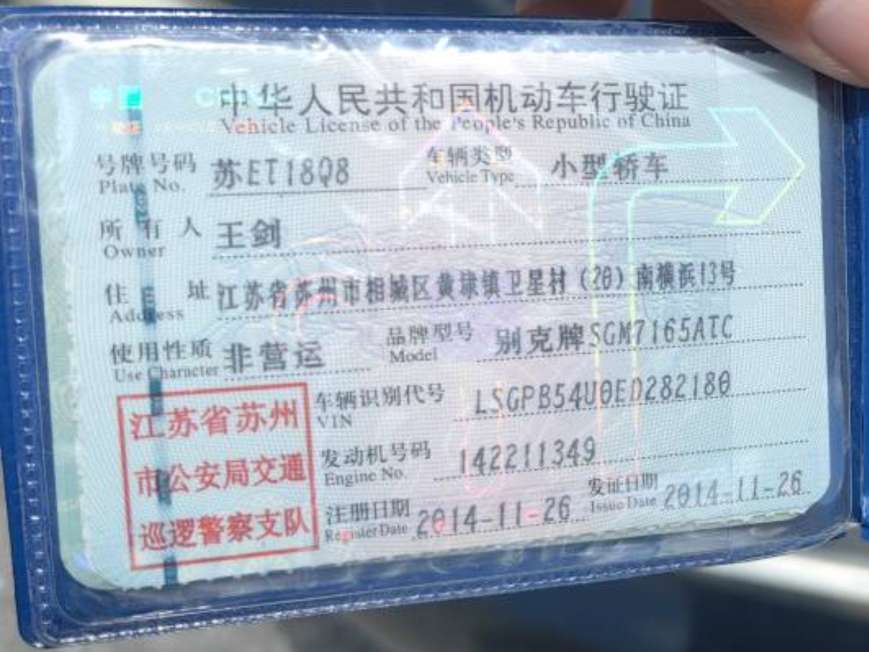 中华人民共和国机动车行驶证
Vehicle License of the People's Republic of China
号牌号码 苏ET18Q8 车辆类型 小型轿车
Plate No. Vehicle Type
所有人 王剑
Owner
住址 江苏省苏州市相城区黄埭镇卫星村(20)南横浜13号
Address
使用性质 非营运 品牌型号 别克牌SGM7165ATC
Use Character Model
江苏省苏州 车辆识别代号 LSGPB54U0ED282180
VIN
市公安局交通 发动机号码 142211349
Engine No.
巡逻警察支队 注册日期 2014-11-26 发证日期 2014-11-26
Register Date Issue Date